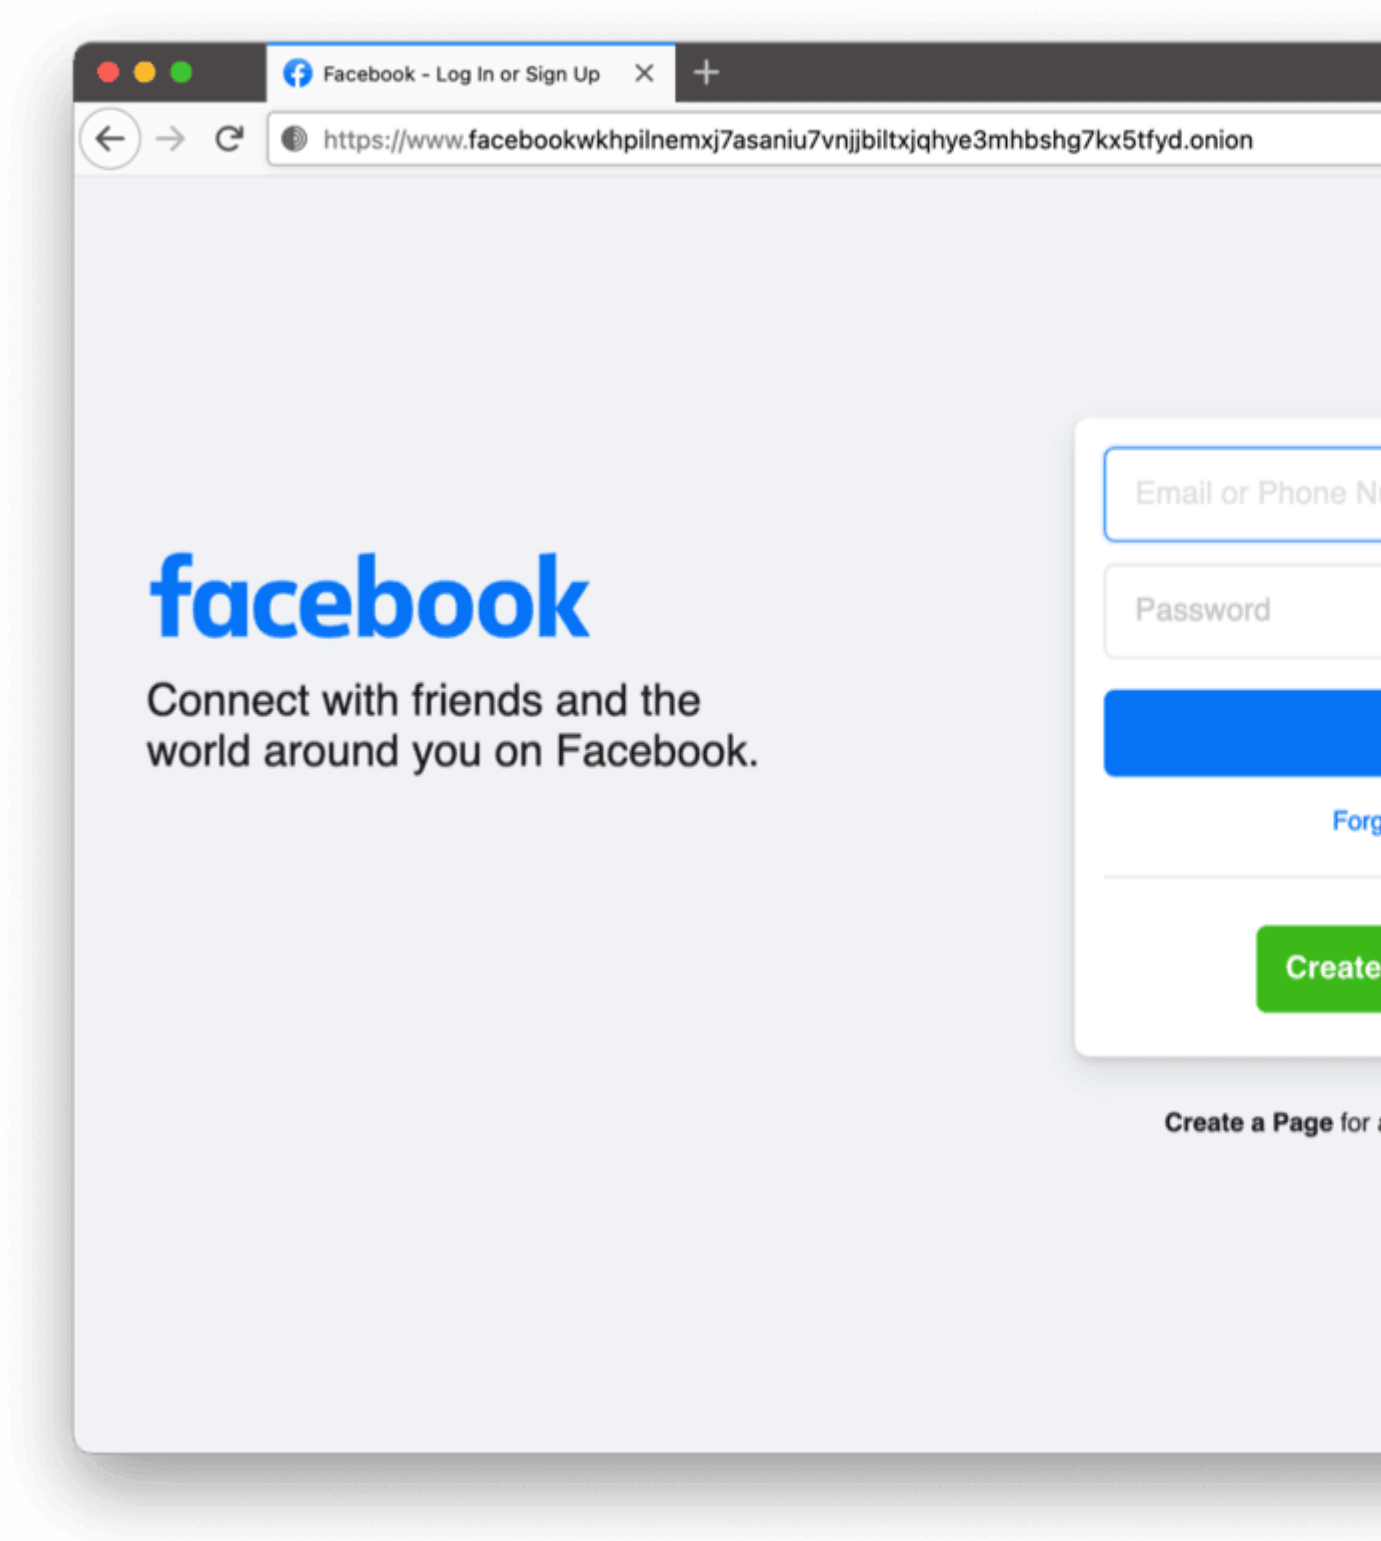 Facebook - Log In or Sign Up
https://www.facebookwkhpilnemxj7asaniu7vnjjbiltxjqhye3mhbshg7kx5tfyd.onion
facebook
Connect with friends and the
world around you on Facebook.
Email or Phone Nu
Password
Forg
Create
Create a Page for a